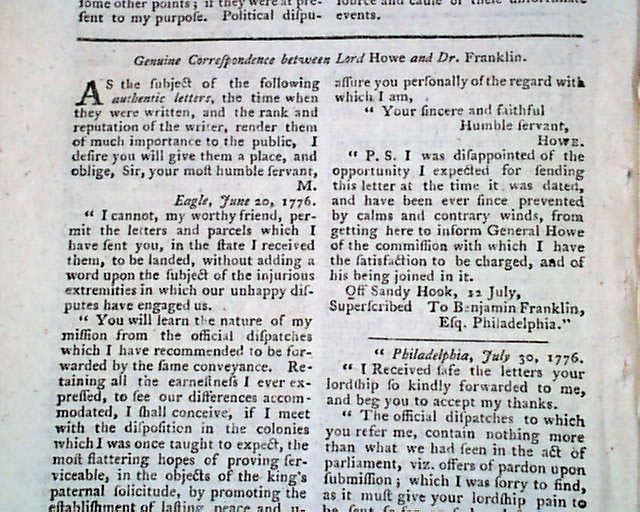 some other points; if they were at pre-
ſent to my purpoſe. Political diſpu-
ſource and cauſe of theſe unfortunate
events.
Genuine Correſpondence between Lord Howe and Dr. Franklin.
AS the ſubject of the following
authentic letters, the time when
they were written, and the rank and
reputation of the writer, render them
of much importance to the public, I
deſire you will give them a place, and
oblige, Sir, your moſt humble ſervant,
M.
Eagle, June 20, 1776.
“ I cannot, my worthy friend, per-
mit the letters and parcels which I
have ſent you, in the ſtate I received
them, to be landed, without adding a
word upon the ſubject of the injurious
extremities in which our unhappy diſ-
putes have engaged us.
“ You will learn the nature of my
miſſion from the official diſpatches
which I have recommended to be for-
warded by the ſame conveyance. Re-
taining all the earneſtneſs I ever ex-
preſſed, to ſee our differences accom-
modated, I ſhall conceive, if I meet
with the diſpoſition in the colonies
which I was once taught to expect, the
moſt flattering hopes of proving ſer-
viceable, in the objects of the king's
paternal ſolicitude, by promoting the
eſtabliſhment of laſting peace and u-
aſſure you perſonally of the regard with
which I am,
“ Your ſincere and faithful
Humble ſervant,
HOWE.
“ P. S. I was diſappointed of the
opportunity I expected for ſending
this letter at the time it was dated,
and have been ever ſince prevented
by calms and contrary winds, from
getting here to inform General Howe
of the commiſſion with which I have
the ſatisfaction to be charged, and of
his being joined in it.
Off Sandy Hook, 12 July,
Superſcribed To Benjamin Franklin,
Eſq. Philadelphia.”
“ Philadelphia, July 30, 1776.
“ I Received ſafe the letters your
lordſhip ſo kindly forwarded to me,
and beg you to accept my thanks.
“ The official diſpatches to which
you refer me, contain nothing more
than what we had ſeen in the act of
parliament, viz. offers of pardon upon
ſubmiſſion; which I was ſorry to find,
as it muſt give your lordſhip pain to
be ſent ſo far